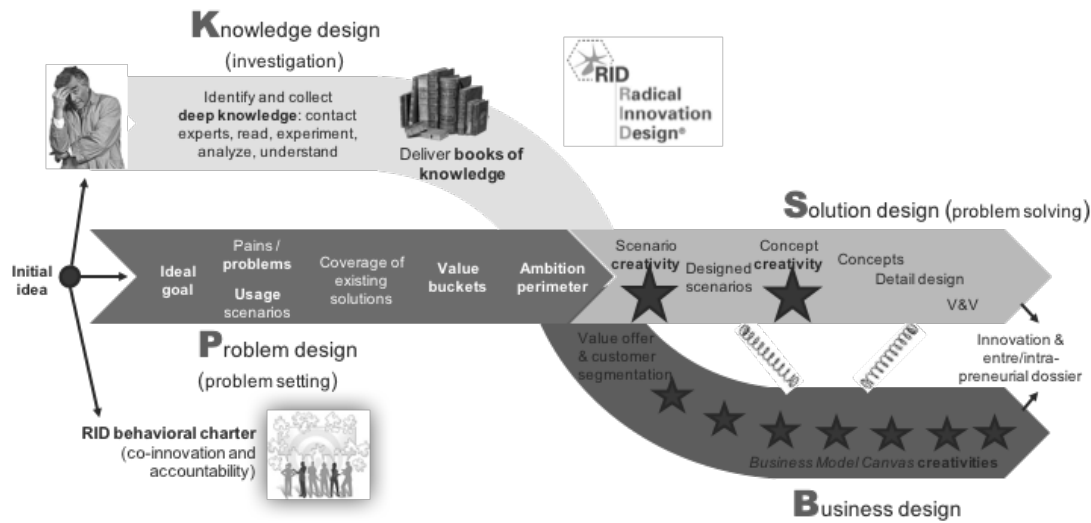 Knowledge design
(investigation)
Identify and collect
deep knowledge: contact
experts, read, experiment,
analyze, understand
Deliver books of
knowledge
RID
Radical
Innovation
Design®
Solution design (problem solving)
Initial
idea
Ideal
goal
Pains /
problems
Usage
scenarios
Coverage of
existing
solutions
Value
buckets
Ambition
perimeter
Scenario
creativity
Designed
scenarios
Concept
creativity
Concepts
Detail design
V&V
Problem design
(problem setting)
Value offer
& customer
segmentation
Innovation &
entre/intra-
preneurial dossier
RID behavioral charter
(co-innovation and
accountability)
Business Model Canvas creativities
Business design